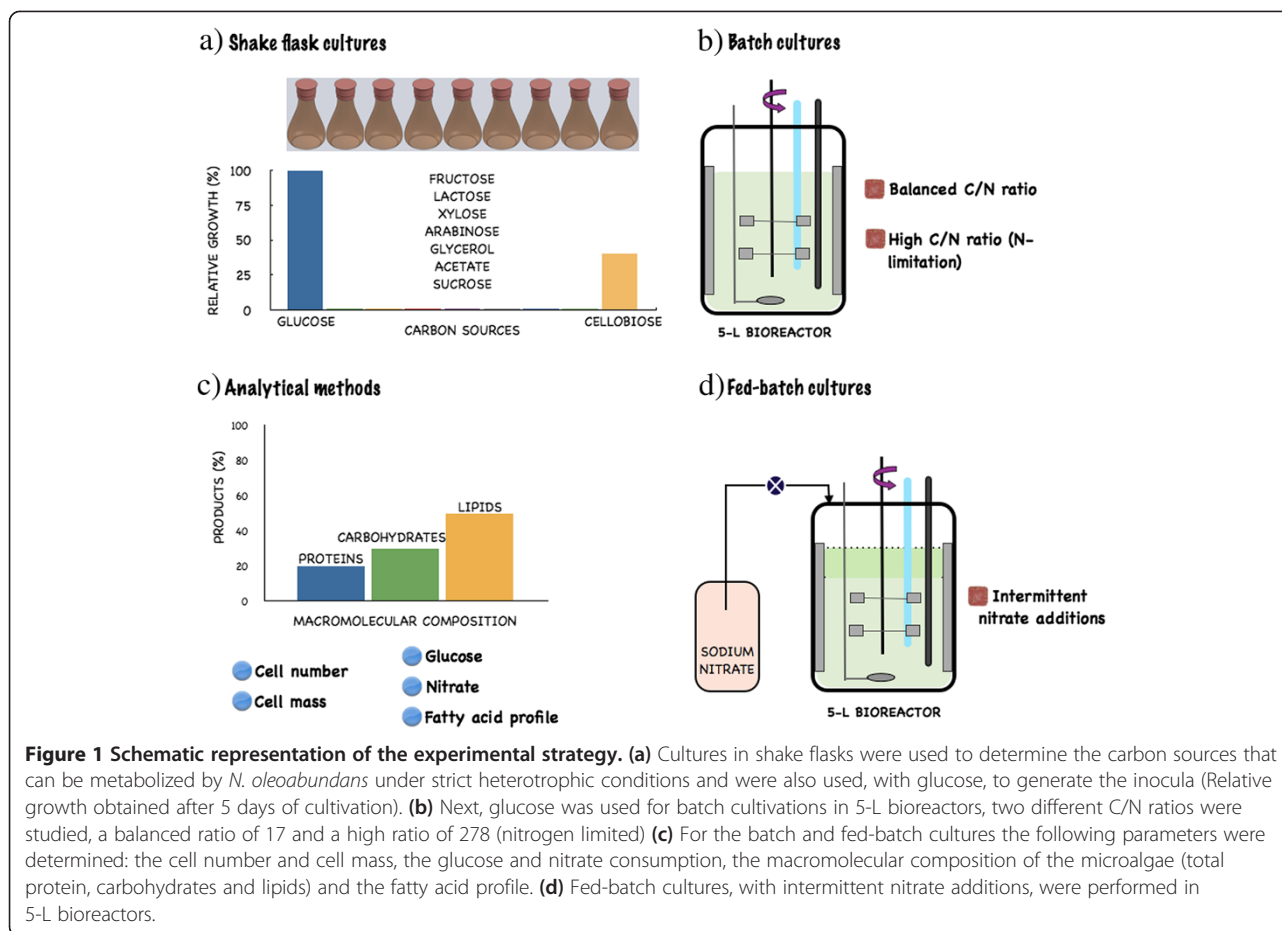 a) Shake flask cultures
RELATIVE GROWTH (%)
100
75
50
25
0
FRUCTOSE
LACTOSE
XYLOSE
ARABINOSE
GLYCEROL
ACETATE
SUCROSE
GLUCOSE
CELLOBIOSE
CARBON SOURCES
b) Batch cultures
Balanced C/N ratio
High C/N ratio (N-
limitation)
5-L BIOREACTOR
c) Analytical methods
PRODUCTS (%)
100
80
60
40
20
0
PROTEINS
CARBOHYDRATES
LIPIDS
MACROMOLECULAR COMPOSITION
Cell number
Cell mass
Glucose
Nitrate
Fatty acid profile
d) Fed-batch cultures
SODIUM
NITRATE
Intermittent
nitrate additions
5-L BIOREACTOR
Figure 1 Schematic representation of the experimental strategy. (a) Cultures in shake flasks were used to determine the carbon sources that
can be metabolized by N. oleoabundans under strict heterotrophic conditions and were also used, with glucose, to generate the inocula (Relative
growth obtained after 5 days of cultivation). (b) Next, glucose was used for batch cultivations in 5-L bioreactors, two different C/N ratios were
studied, a balanced ratio of 17 and a high ratio of 278 (nitrogen limited) (c) For the batch and fed-batch cultures the following parameters were
determined: the cell number and cell mass, the glucose and nitrate consumption, the macromolecular composition of the microalgae (total
protein, carbohydrates and lipids) and the fatty acid profile. (d) Fed-batch cultures, with intermittent nitrate additions, were performed in
5-L bioreactors.